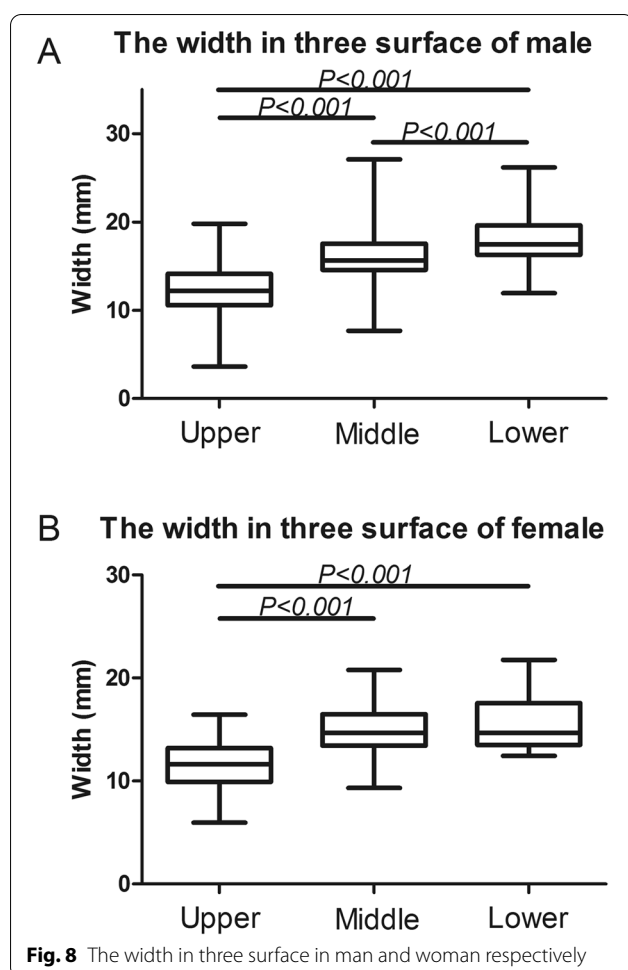 A
The width in three surface of male
P<0.001
P<0.001
P<0.001
Width (mm)
30
20
10
0
Upper
Middle
Lower
B
The width in three surface of female
P<0.001
P<0.001
Width (mm)
30
20
10
0
Upper
Middle
Lower
Fig. 8 The width in three surface in man and woman respectively